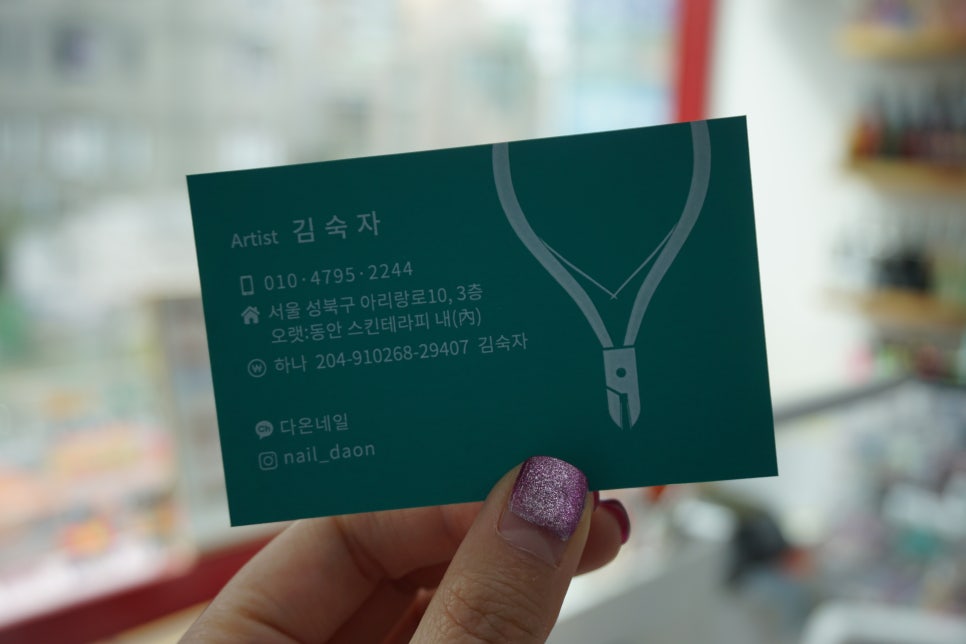 Artist 김숙자
010·4795·2244
서울 성북구 아리랑로10, 3층
오랫:동안 스킨테라피 내(內)
하나 204-910268-29407 김숙자
Ch 다온네일
nail_daon